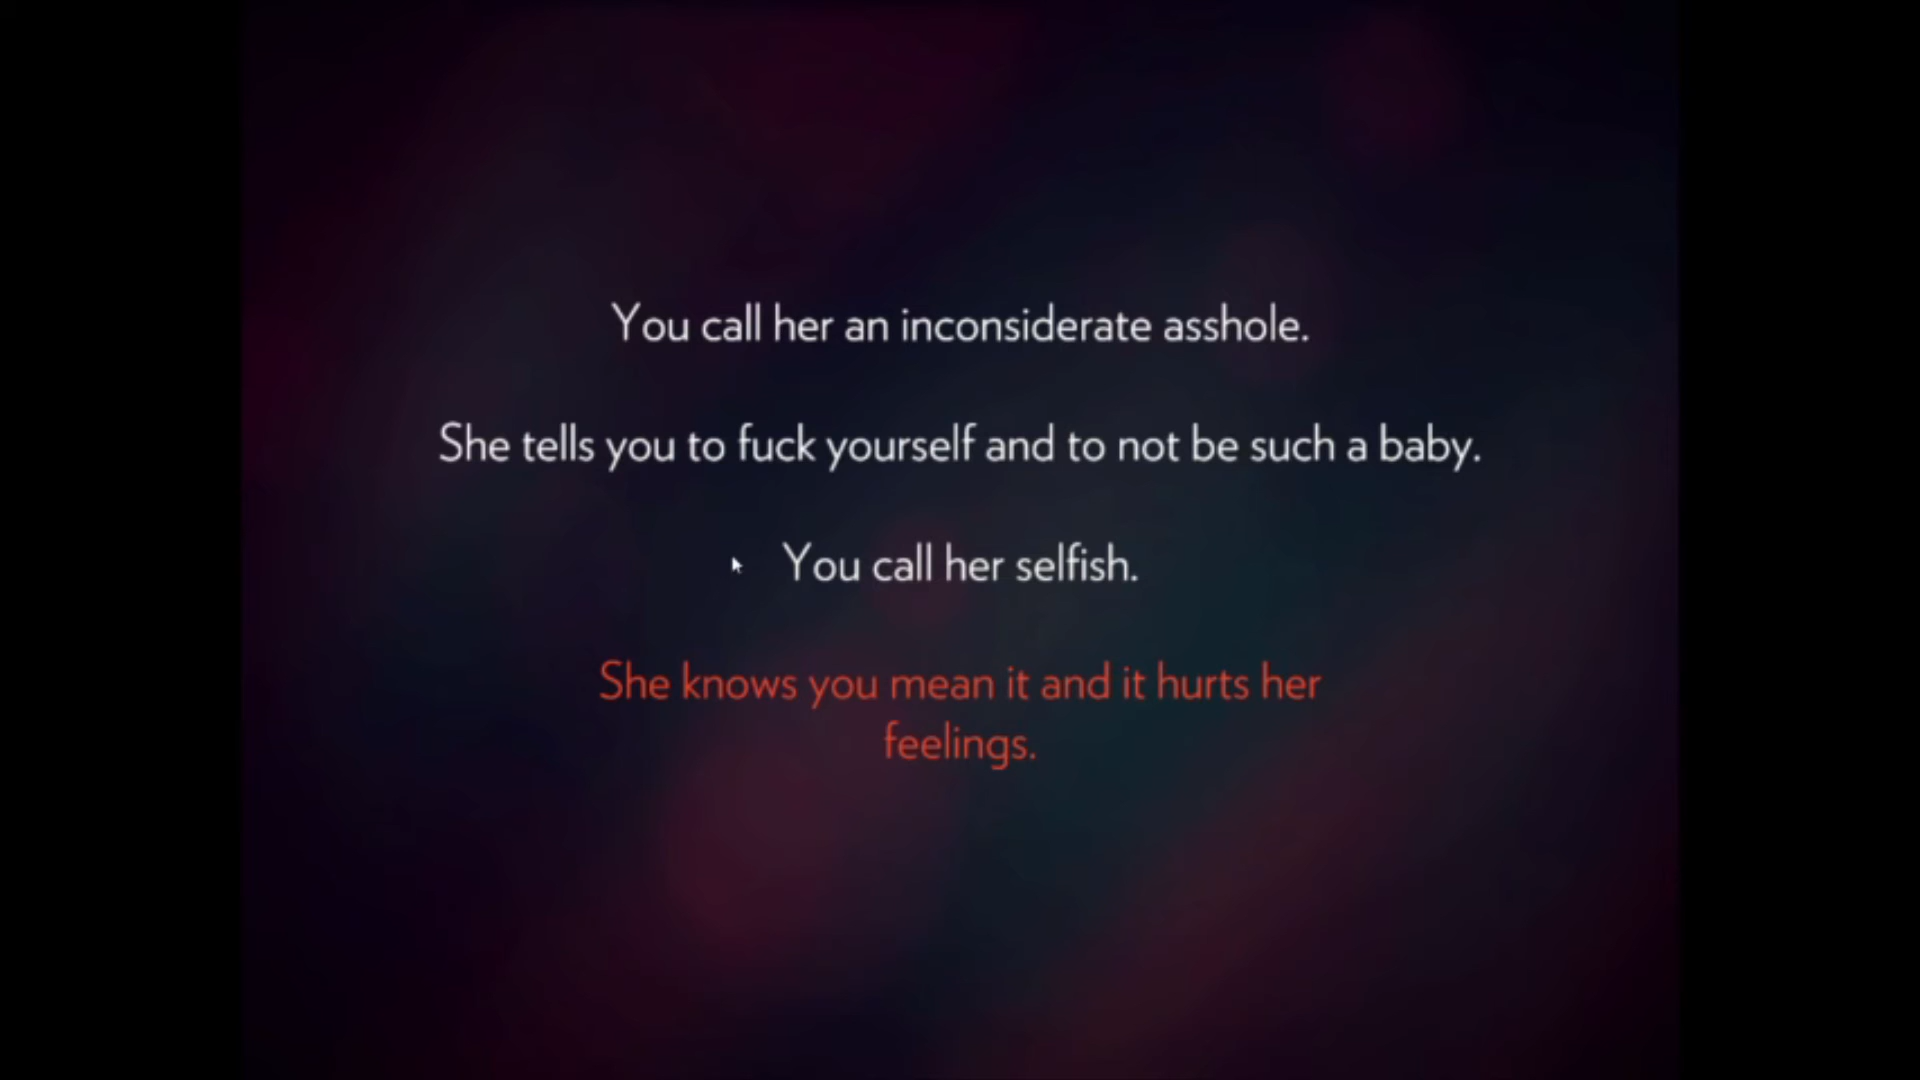 You call her an inconsiderate asshole.
She tells you to fuck yourself and to not be such a baby.
You call her selfish.
She knows you mean it and it hurts her
feelings.